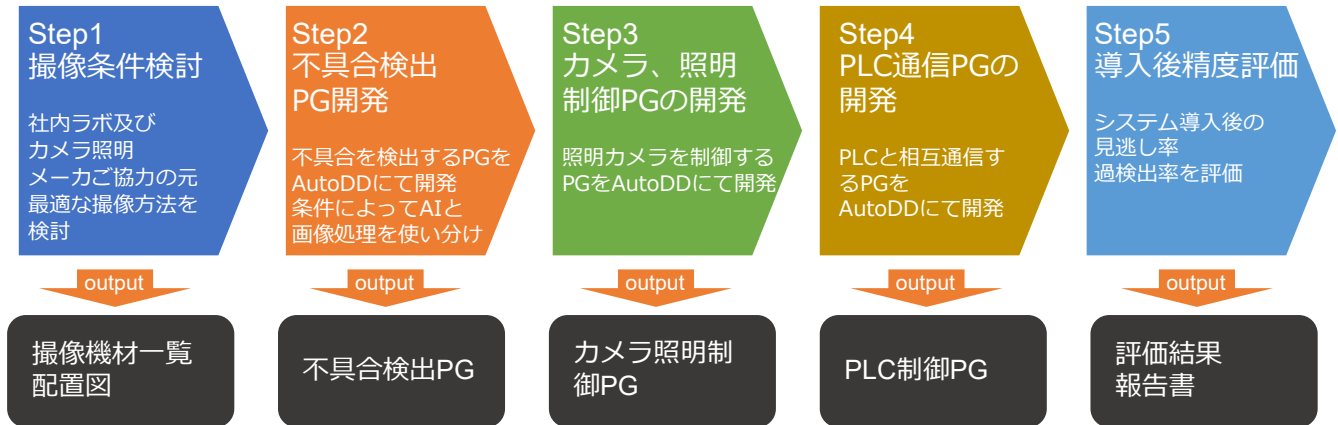 Step1
撮像条件検討
社内ラボ及び
カメラ照明
メーカご協力の元
最適な撮像方法を
検討
Step2
不具合検出
PG開発
不具合を検出するPGを
AutoDDにて開発
条件によってAIと
画像処理を使い分け
Step3
カメラ、照明
制御PGの開発
照明カメラを制御する
PGをAutoDDにて開発
Step4
PLC通信PGの
開発
PLCと相互通信す
るPGを
AutoDDにて開発
Step5
導入後精度評価
システム導入後の
見逃し率
過検出率を評価
output
output
output
output
output
撮像機材一覧
配置図
不具合検出PG
カメラ照明制
御PG
PLC制御PG
評価結果
報告書